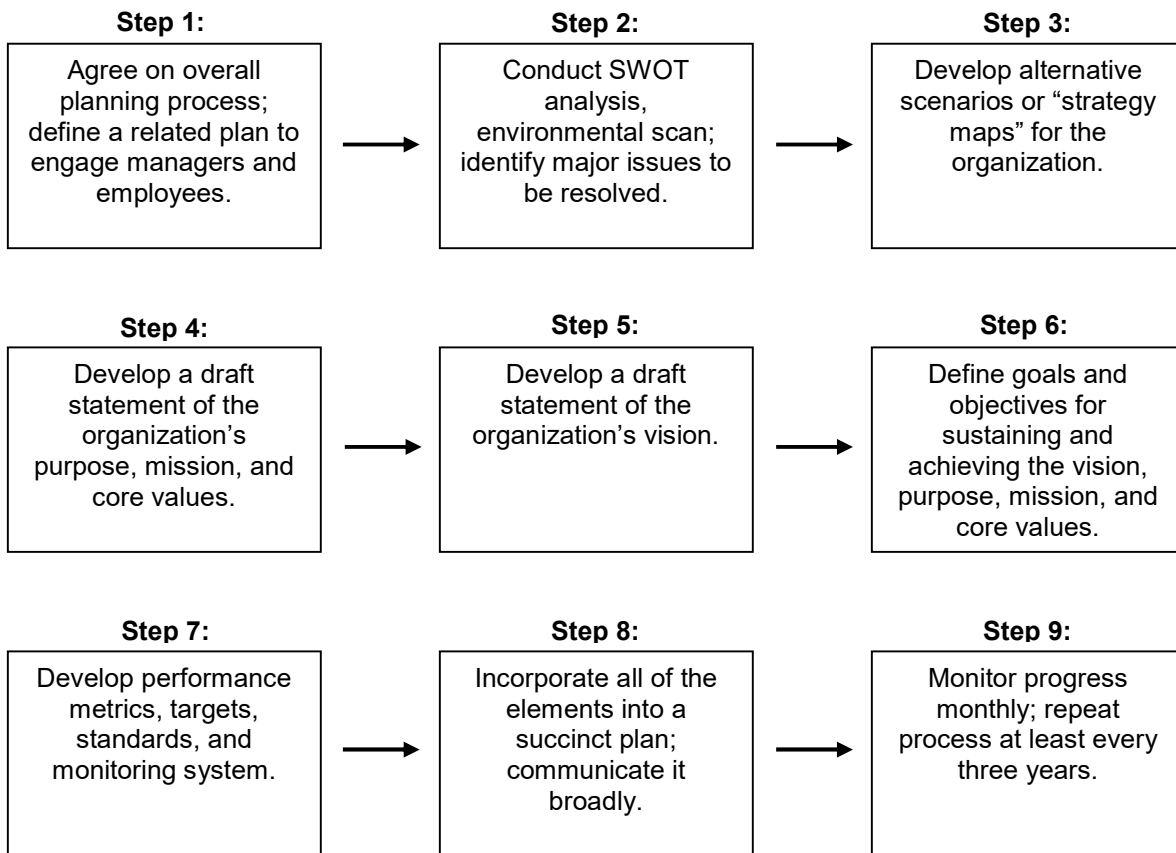 Step 1:
Agree on overall
planning process;
define a related plan to
engage managers and
employees.
Step 2:
Conduct SWOT
analysis,
environmental scan;
identify major issues to
be resolved.
Step 3:
Develop alternative
scenarios or “strategy
maps” for the
organization.
Step 4:
Develop a draft
statement of the
organization’s
purpose, mission, and
core values.
Step 5:
Develop a draft
statement of the
organization’s vision.
Step 6:
Define goals and
objectives for
sustaining and
achieving the vision,
purpose, mission, and
core values.
Step 7:
Develop performance
metrics, targets,
standards, and
monitoring system.
Step 8:
Incorporate all of the
elements into a
succinct plan;
communicate it
broadly.
Step 9:
Monitor progress
monthly; repeat
process at least every
three years.